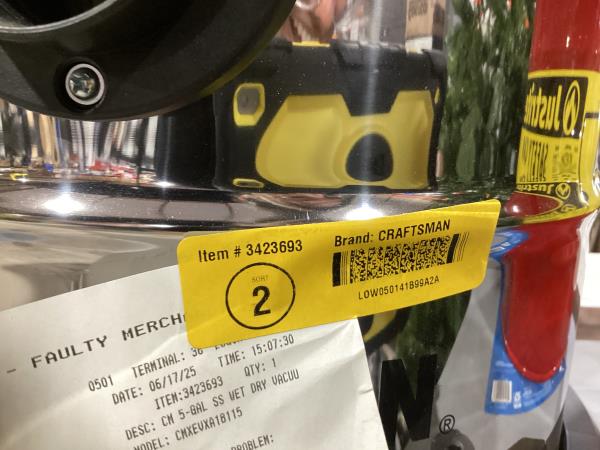 Item # 3423693
Brand: CRAFTSMAN
SORT
2
LOW050141B99A2A
- FAULTY MERCH
0501 TERMINAL: 38
DATE: 06/17/25 TIME: 15:07:30
ITEM:3423693 QTY: 1
DESC: CM 5-GAL SS WET DRY VACUU
MODEL: CMXEVXA18115
PROBLEM:
N®